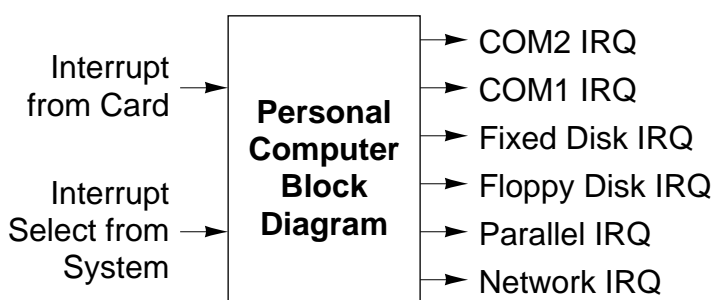 Interrupt
from Card
Interrupt
Select from
System
Personal
Computer
Block
Diagram
COM2 IRQ
COM1 IRQ
Fixed Disk IRQ
Floppy Disk IRQ
Parallel IRQ
Network IRQ